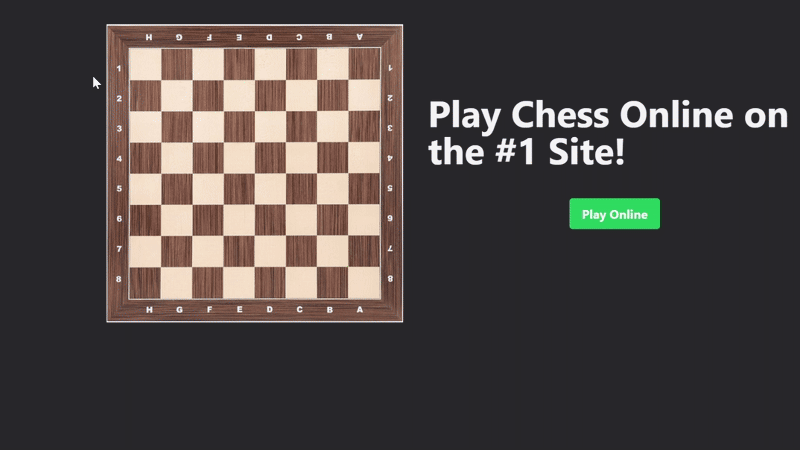 H G F E D C B A
1 1
2 2
3 3
4 4
5 5
6 6
7 7
8 8
H G F E D C B A
Play Chess Online on
the #1 Site!
Play Online